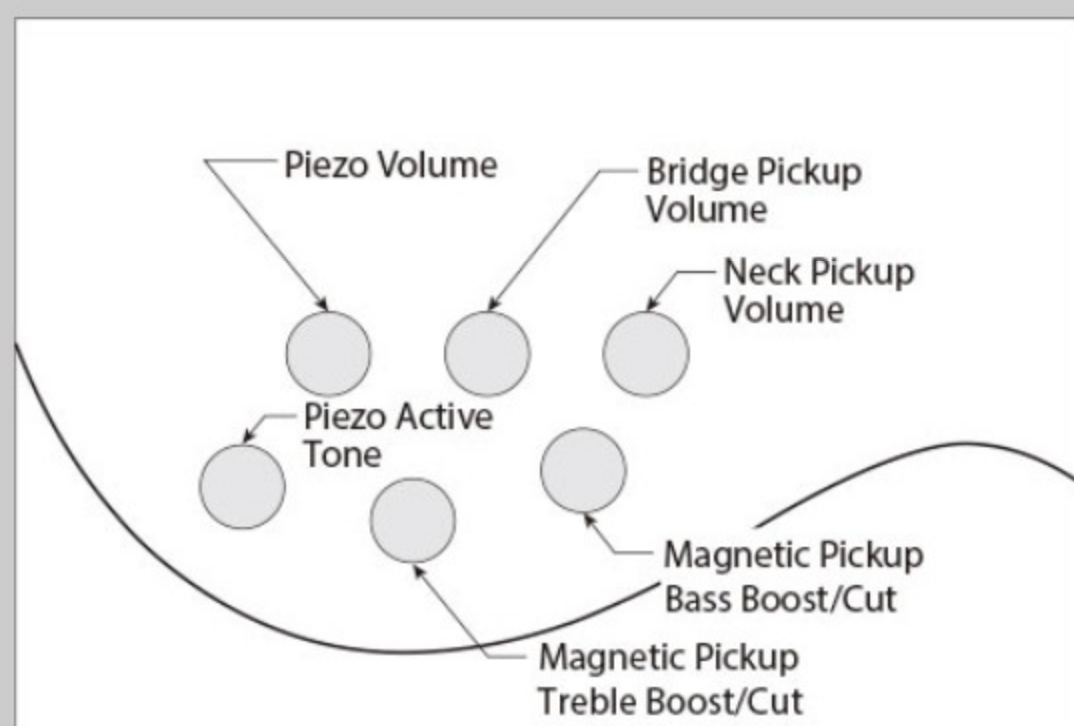 Piezo Volume
Bridge Pickup
Volume
Neck Pickup
Volume
Piezo Active
Tone
Magnetic Pickup
Bass Boost/Cut
Magnetic Pickup
Treble Boost/Cut